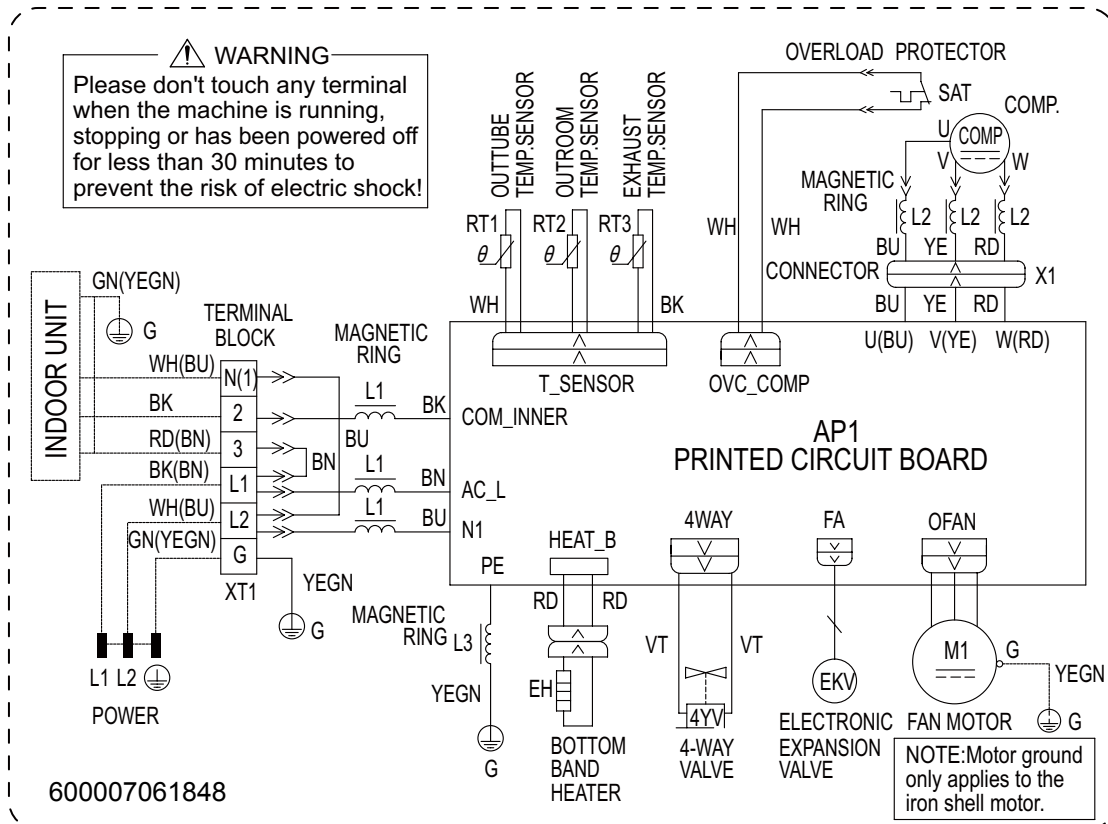 WARNING
Please don't touch any terminal
when the machine is running,
stopping or has been powered off
for less than 30 minutes to
prevent the risk of electric shock!
OUTTUBE
TEMP.SENSOR
OUTROOM
TEMP.SENSOR
EXHAUST
TEMP.SENSOR
RT1
RT2
RT3
θ
θ
θ
WH
BK
T_SENSOR
OVERLOAD PROTECTOR
SAT
WH
WH
OVC_COMP
COMP.
COMP
U
V
W
MAGNETIC
RING
L2
L2
L2
BU
YE
RD
CONNECTOR
X1
BU
YE
RD
U(BU)
V(YE)
W(RD)
INDOOR UNIT
GN(YEGN)
G
TERMINAL
BLOCK
WH(BU)
N(1)
BK
2
RD(BN)
3
BK(BN)
L1
WH(BU)
L2
GN(YEGN)
G
XT1
YEGN
G
BU
BN
MAGNETIC
RING
L1
BK
COM_INNER
L1
BN
AC_L
L1
BU
N1
L1 L2
POWER
AP1
PRINTED CIRCUIT BOARD
PE
MAGNETIC
RING
L3
YEGN
G
HEAT_B
RD
RD
EH
BOTTOM
BAND
HEATER
4WAY
VT
VT
4YV
4-WAY
VALVE
FA
EKV
ELECTRONIC
EXPANSION
VALVE
OFAN
M1
G
YEGN
G
FAN MOTOR
NOTE:Motor ground
only applies to the
iron shell motor.
600007061848